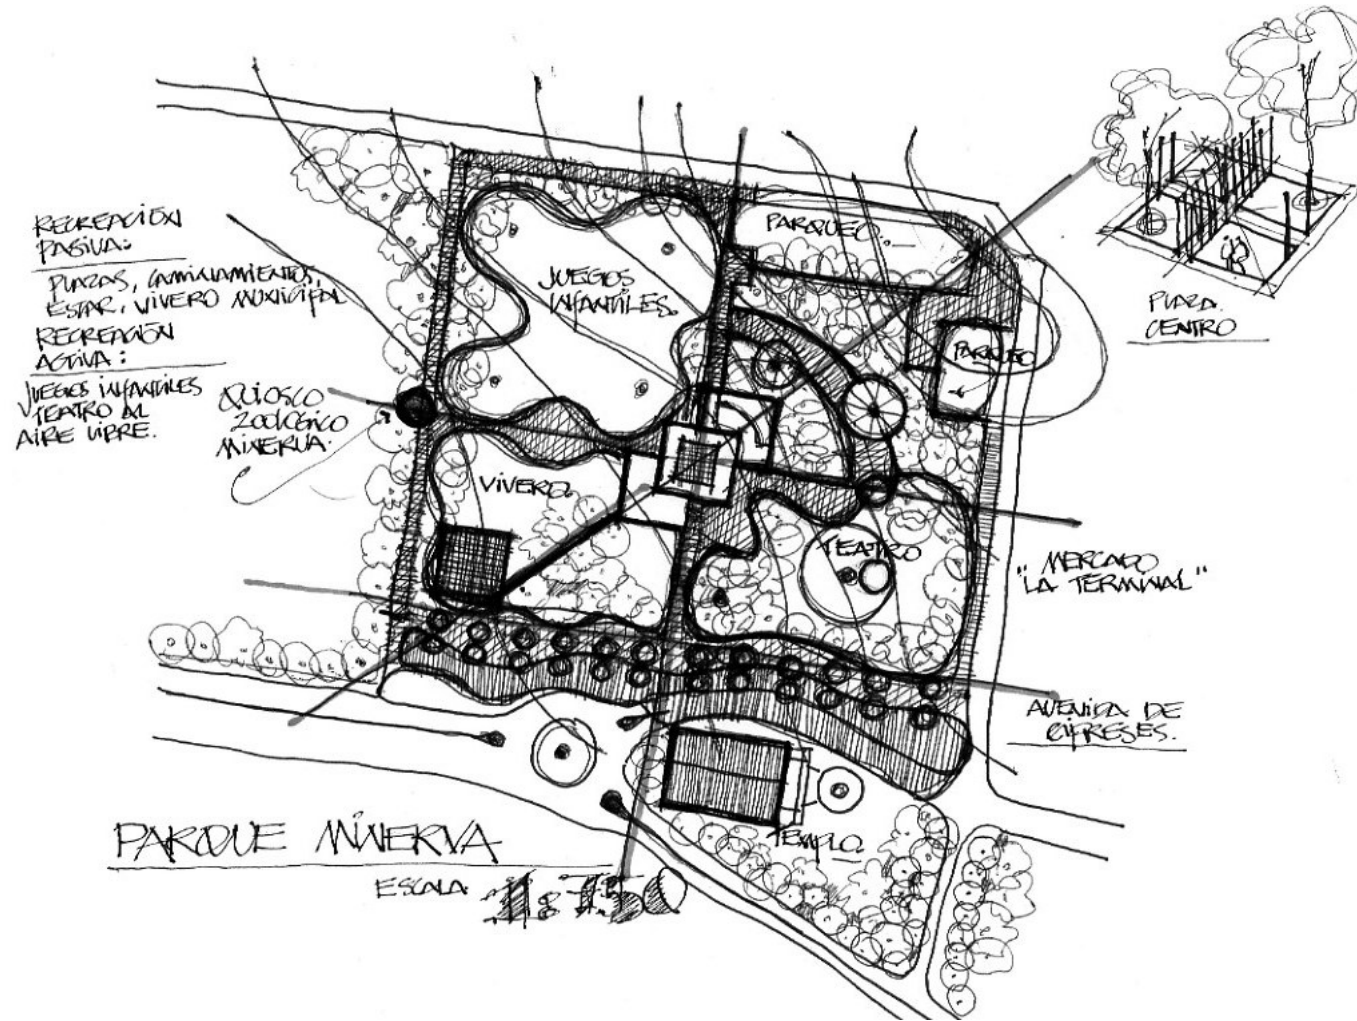 RECREACIÓN
PASIVA:
PLAZAS, CAMINAMIENTOS,
ESTAR, VIVERO MUNICIPAL
RECREACIÓN
ACTIVA:
JUEGOS INFANTILES
TEATRO AL
AIRE LIBRE.
QUIOSCO
ZOOLÓGICO
MINERVA.
JUEGOS
INFANTILES.
PARQUEO.
PARQUEO
PLAZA
CENTRO
VIVERO
TEATRO
"MERCADO
LA TERMINAL"
AVENIDA DE
CIPRESES.
TEMPLO
PARQUE MINERVA
ESCALA 1:750